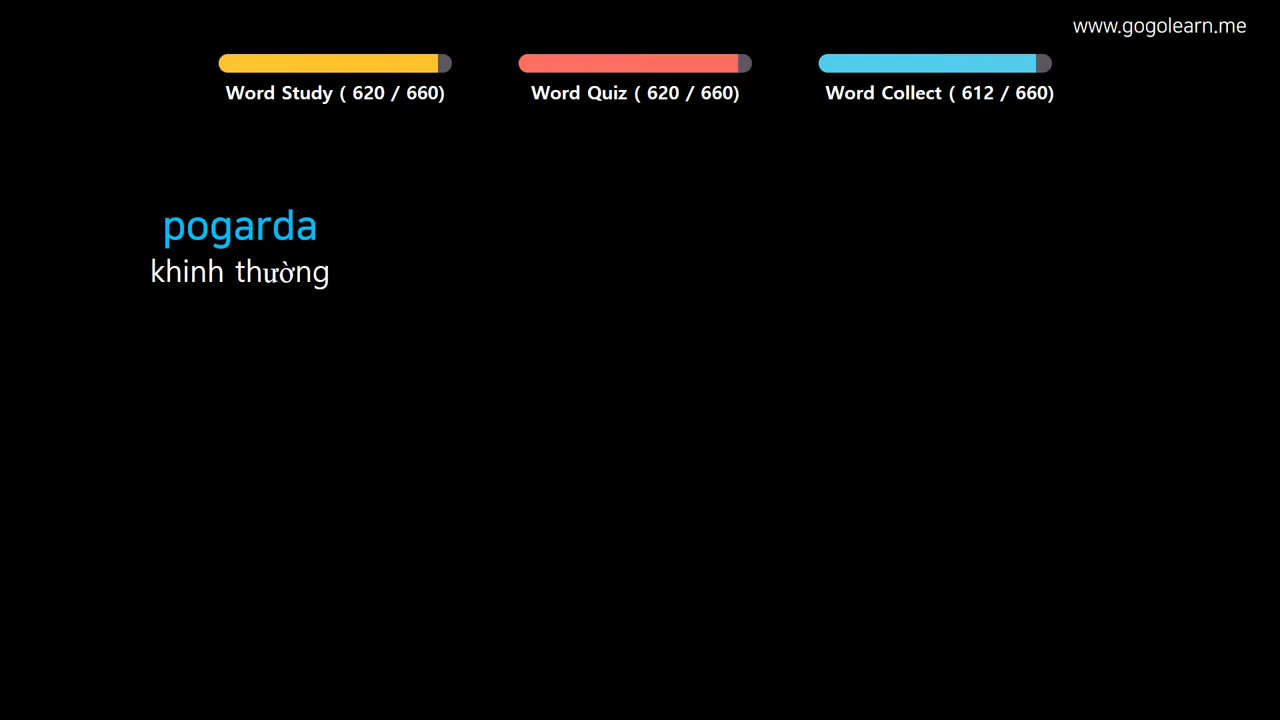 www.gogolearn.me
Word Study ( 620 / 660)
Word Quiz ( 620 / 660)
Word Collect ( 612 / 660)
pogarda
khinh thường